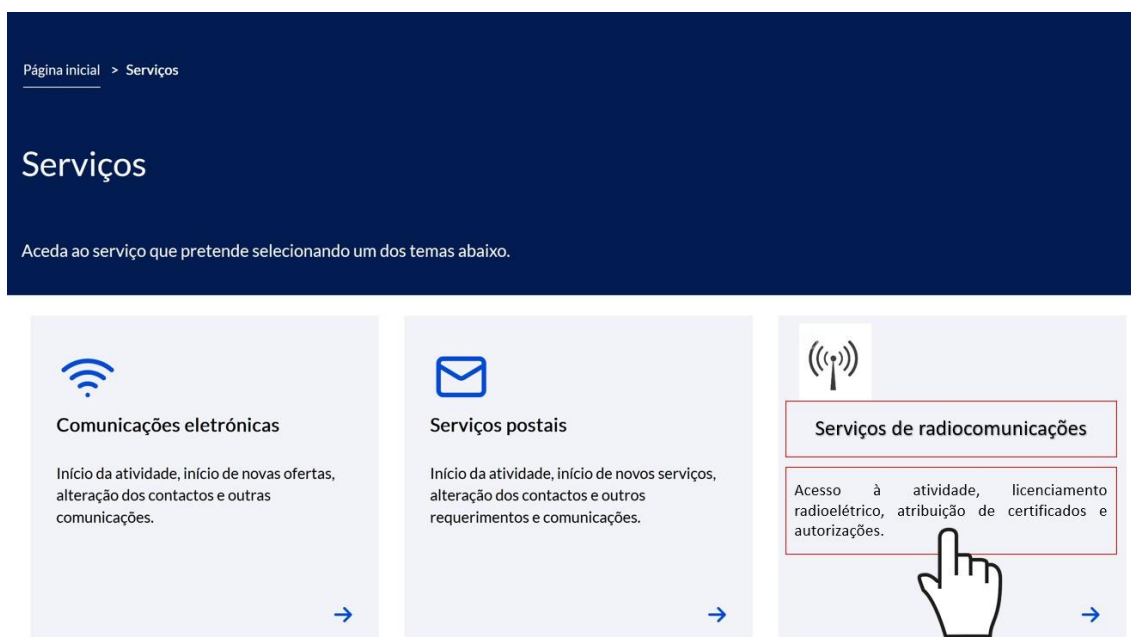 Página inicial > Serviços
Serviços
Aceda ao serviço que pretende selecionando um dos temas abaixo.
Comunicações eletrónicas
Início da atividade, início de novas ofertas,
alteração dos contactos e outras
comunicações.
Serviços postais
Início da atividade, início de novos serviços,
alteração dos contactos e outros
requerimentos e comunicações.
Serviços de radiocomunicações
Acesso à atividade, licenciamento
radioelétrico, atribuição de certificados e
autorizações.